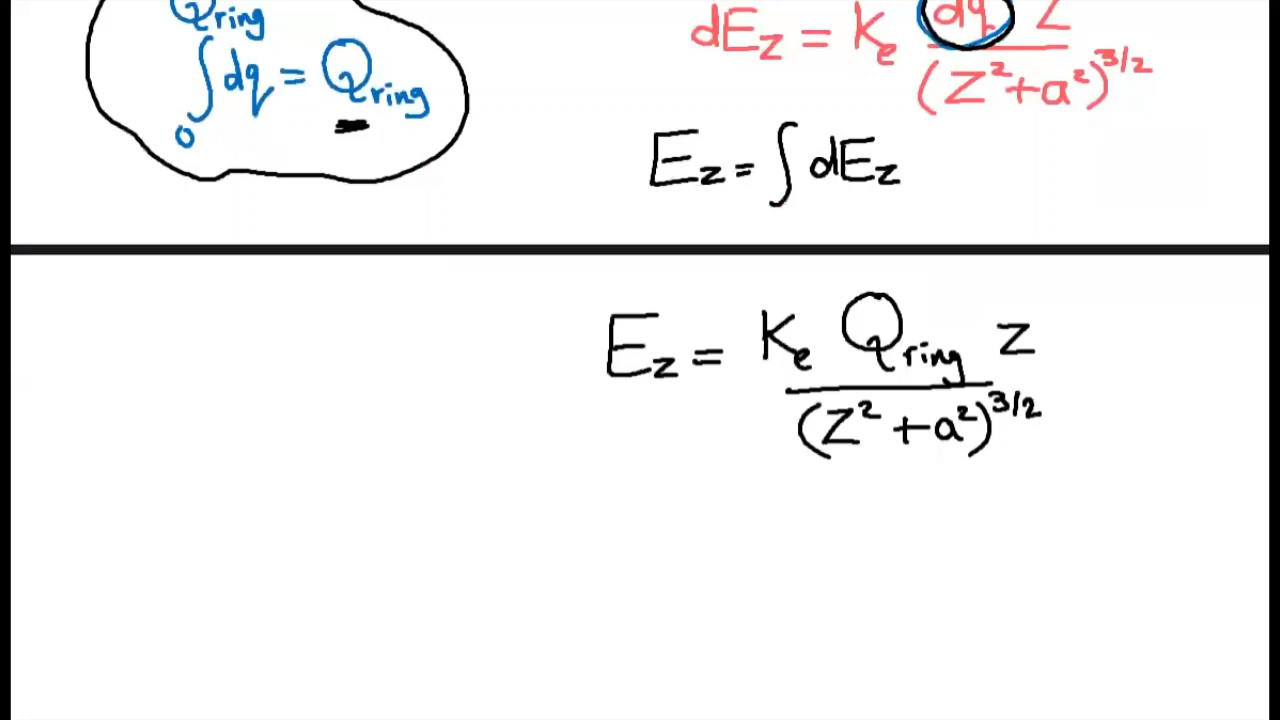 Qring
∫₀ dq = Qring
dEz = Ke dq Z / (Z² + a²)^3/2
Ez = ∫ dEz
Ez = Ke Qring Z / (Z² + a²)^3/2